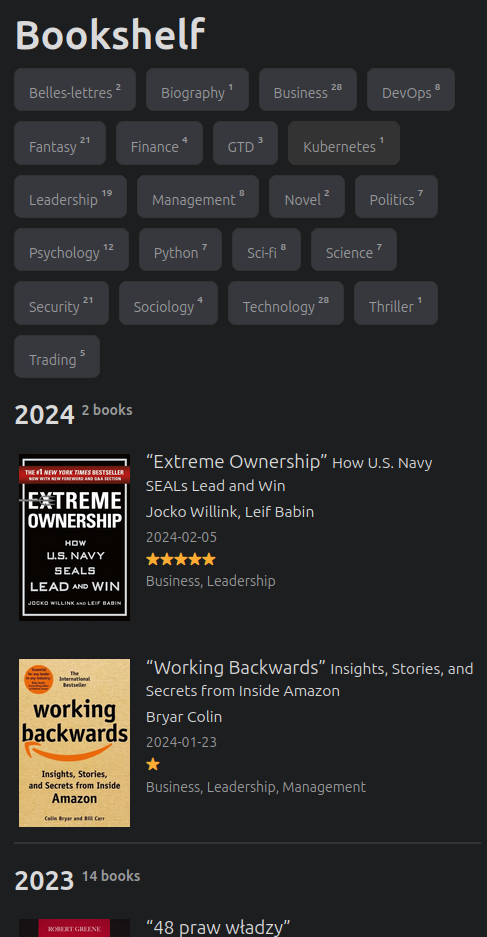 Bookshelf
Belles-lettres 2 Biography 1 Business 28 DevOps 8
Fantasy 21 Finance 4 GTD 3 Kubernetes 1
Leadership 19 Management 8 Novel 2 Politics 7
Psychology 12 Python 7 Sci-fi 8 Science 7
Security 21 Sociology 4 Technology 28 Thriller 1
Trading 5
2024 2 books
THE #1 NEW YORK TIMES BESTSELLER
NOW WITH NEW FOREWORD AND Q&A SECTION
EXTREME
OWNERSHIP
HOW
U.S. NAVY
SEALS
LEAD AND WIN
JOCKO WILLINK AND LEIF BABIN
“Extreme Ownership” How U.S. Navy
SEALs Lead and Win
Jocko Willink, Leif Babin
2024-02-05
Business, Leadership
The
International
Bestseller
working
backwards
Insights, Stories,
and Secrets from Inside
Amazon
Colin Bryar and Bill Carr
“Working Backwards” Insights, Stories, and
Secrets from Inside Amazon
Bryar Colin
2024-01-23
Business, Leadership, Management
2023 14 books
ROBERT GREENE
“48 praw władzy”